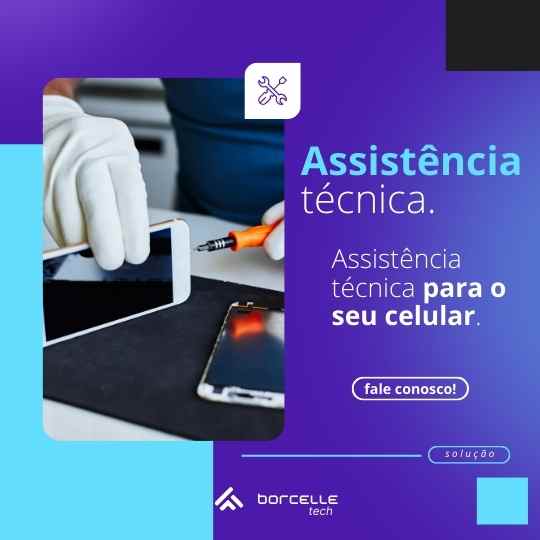 Assistência
técnica.
Assistência
técnica para o
seu celular.
fale conosco!
solução
borcelle
tech